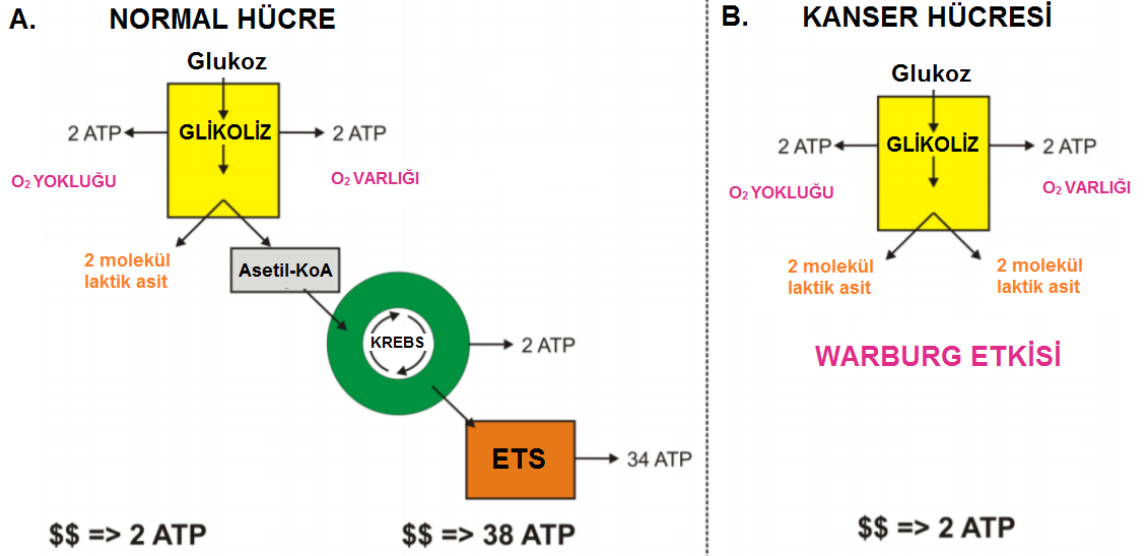 A. NORMAL HÜCRE
Glukoz
GLİKOLİZ
2 ATP
2 ATP
O₂ YOKLUĞU
O₂ VARLIĞI
2 molekül
laktik asit
Asetil-KoA
KREBS
2 ATP
ETS
34 ATP
$$ => 2 ATP
$$ => 38 ATP
B. KANSER HÜCRESİ
Glukoz
GLİKOLİZ
2 ATP
2 ATP
O₂ YOKLUĞU
O₂ VARLIĞI
2 molekül
laktik asit
2 molekül
laktik asit
WARBURG ETKİSİ
$$ => 2 ATP